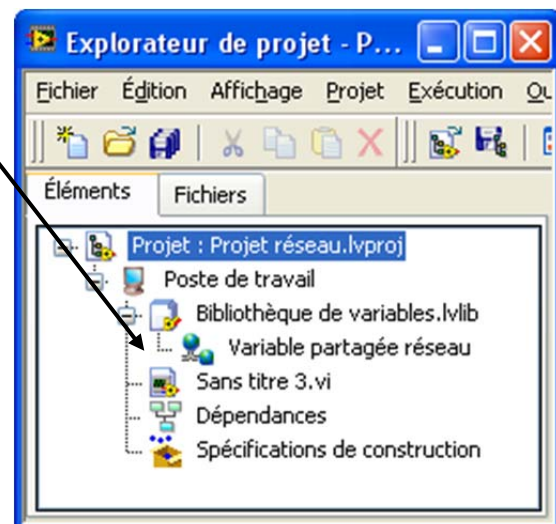 Explorateur de projet - P...
Fichier Édition Affichage Projet Exécution Ou
Éléments Fichiers
Projet : Projet réseau.lvproj
Poste de travail
Bibliothèque de variables.lvlib
Variable partagée réseau
Sans titre 3.vi
Dépendances
Spécifications de construction